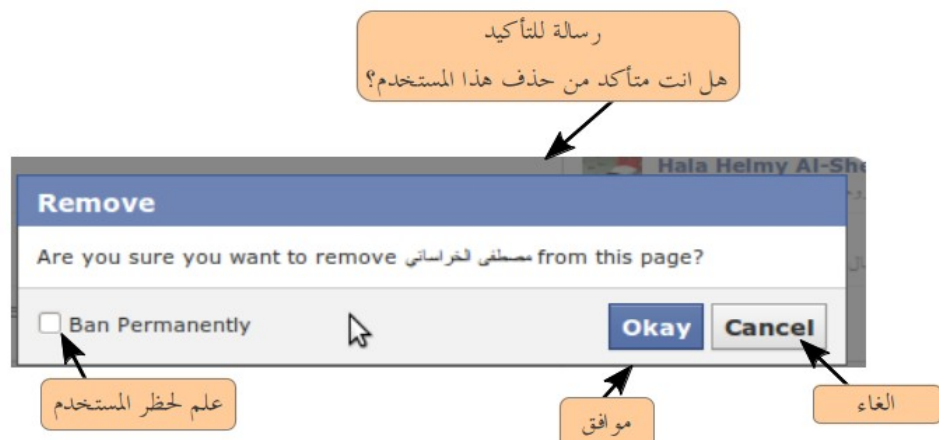 رسالة للتأكيد
هل انت متأكد من حذف هذا المستخدم؟
Hala Helmy Al-She
Remove
Are you sure you want to remove مصطفى الخراساني from this page?
Ban Permanently
Okay Cancel
علم لحظر المستخدم
موافق
الغاء